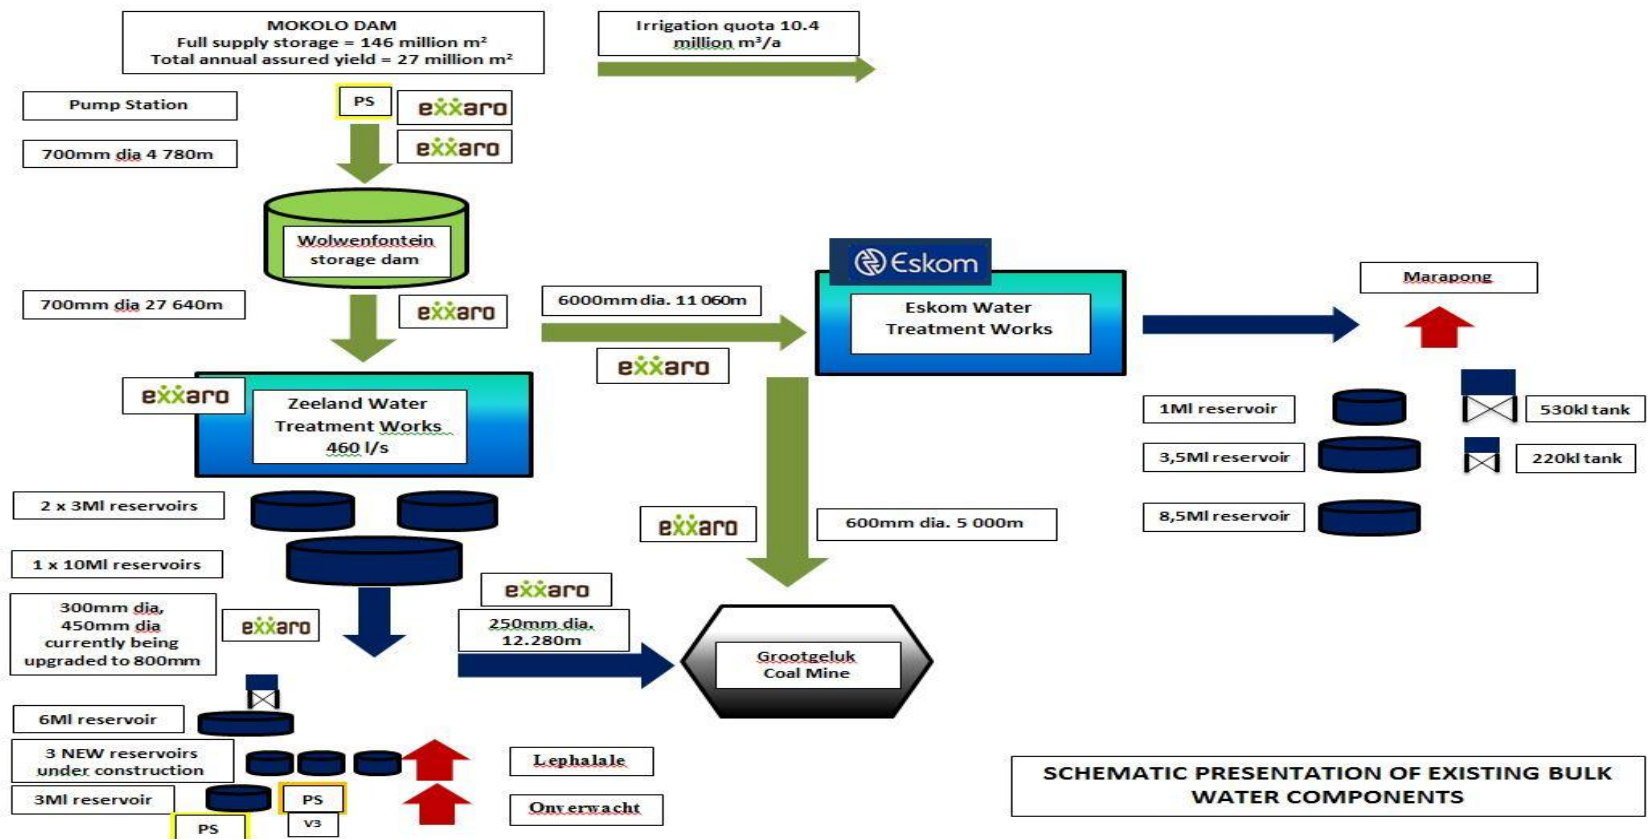 MOKOLO DAM
Full supply storage = 146 million m²
Total annual assured yield = 27 million m²
Irrigation quota 10.4
million m³/a
Pump Station
PS
exxaro
700mm dia 4 780m
exxaro
Wolwenfontein
storage dam
700mm dia 27 640m
exxaro
6000mm dia. 11 060m
exxaro
Eskom
Eskom Water
Treatment Works
Marapong
exxaro
Zeeland Water
Treatment Works
460 l/s
1Ml reservoir
530kl tank
3,5Ml reservoir
220kl tank
8,5Ml reservoir
2 x 3Ml reservoirs
1 x 10Ml reservoirs
exxaro
600mm dia. 5 000m
300mm dia,
450mm dia
currently being
upgraded to 800mm
exxaro
exxaro
250mm dia.
12.280m
Grootgeluk
Coal Mine
6Ml reservoir
3 NEW reservoirs
under construction
Lephalale
3Ml reservoir
PS
V3
PS
Onverwacht
SCHEMATIC PRESENTATION OF EXISTING BULK
WATER COMPONENTS